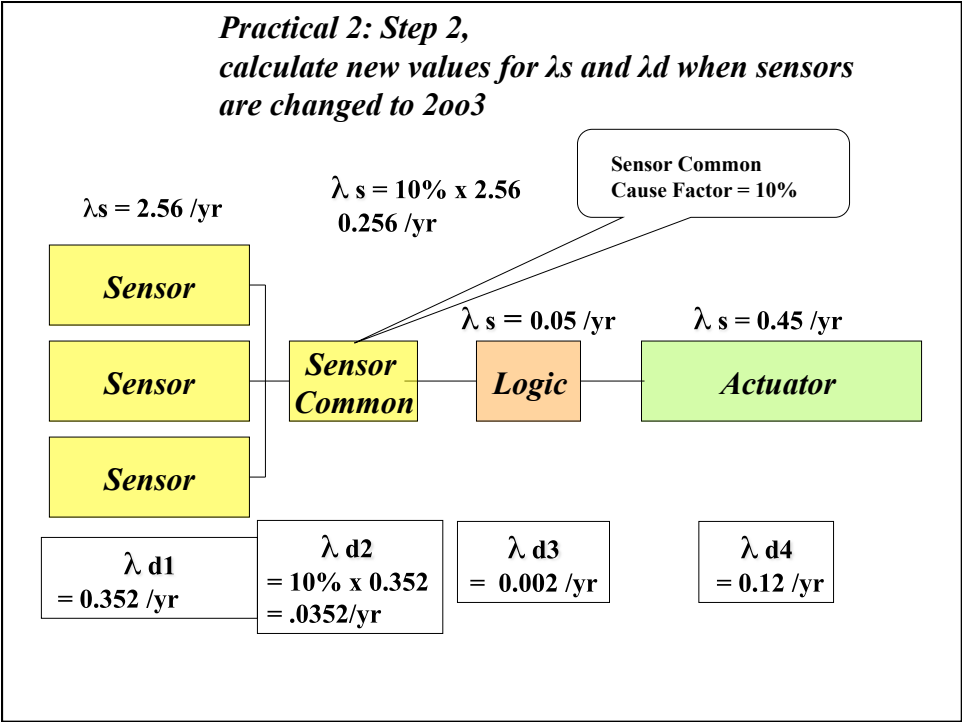 Practical 2: Step 2,
calculate new values for λs and λd when sensors
are changed to 2oo3
Sensor Common
Cause Factor = 10%
λs = 2.56 /yr
λ s = 10% x 2.56
0.256 /yr
Sensor
Sensor
Sensor
Sensor
Common
λ s = 0.05 /yr
Logic
λ s = 0.45 /yr
Actuator
λ d1
= 0.352 /yr
λ d2
= 10% x 0.352
= .0352/yr
λ d3
= 0.002 /yr
λ d4
= 0.12 /yr